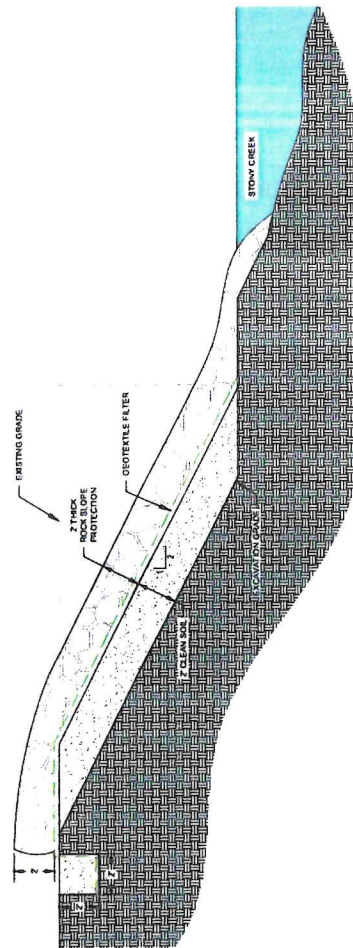 EXISTING GRADE
2' THICK
ROCK SLOPE
PROTECTION
GEOTEXTILE FILTER
STONY CREEK
2' CLEAN SOIL
EXCAVATION GRADE
1
2
2'
2'
2'